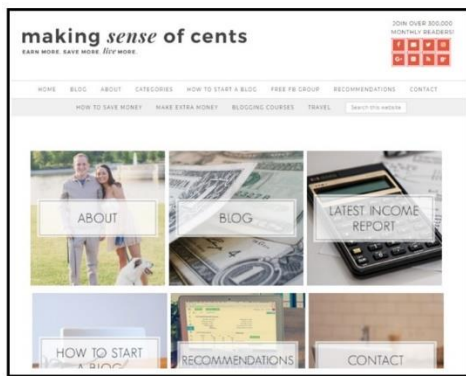 making sense of cents
EARN MORE. SAVE MORE. live MORE.
JOIN OVER 300,000
MONTHLY READERS!
HOME BLOG ABOUT CATEGORIES HOW TO START A BLOG FREE FB GROUP RECOMMENDATIONS CONTACT
HOW TO SAVE MONEY MAKE EXTRA MONEY BLOGGING COURSES TRAVEL Search this website
ABOUT
BLOG
LATEST INCOME
REPORT
HOW TO START
A BLOG
RECOMMENDATIONS
CONTACT